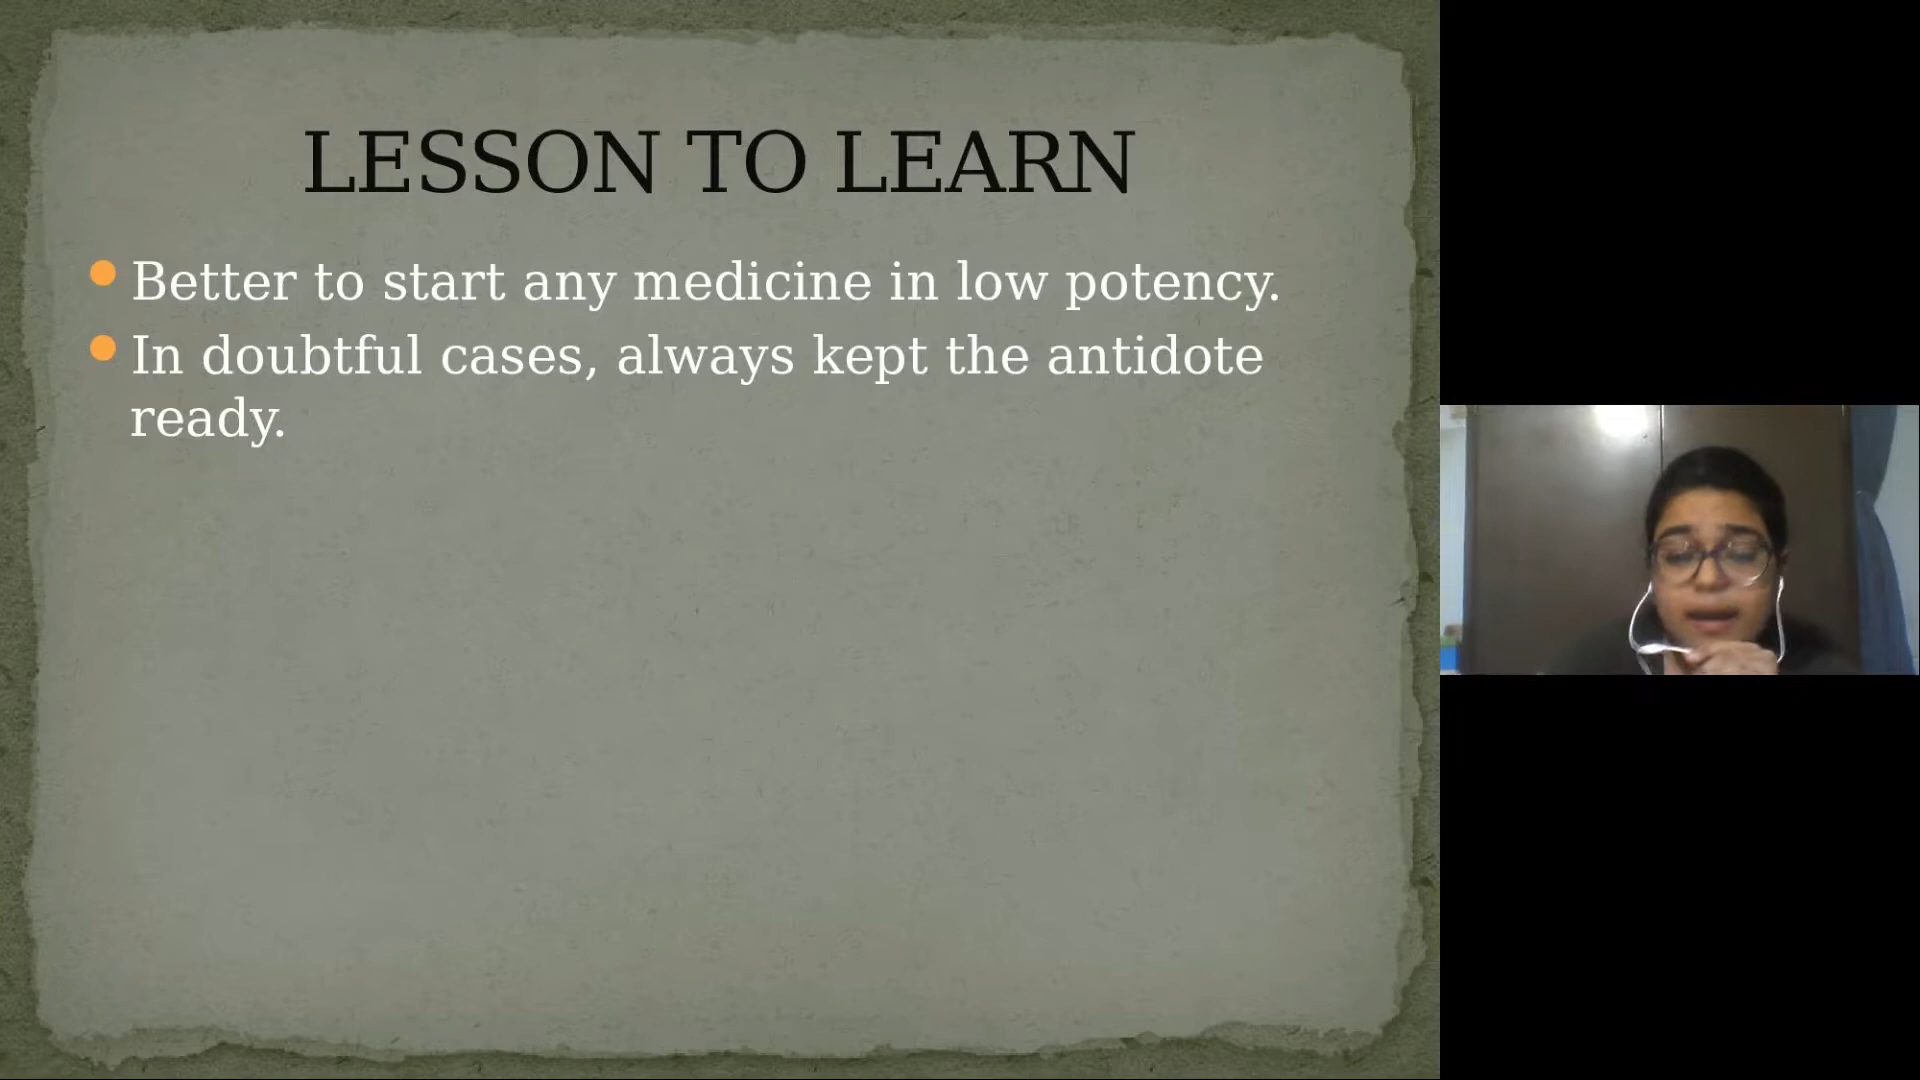 LESSON TO LEARN
Better to start any medicine in low potency.
In doubtful cases, always kept the antidote
ready.